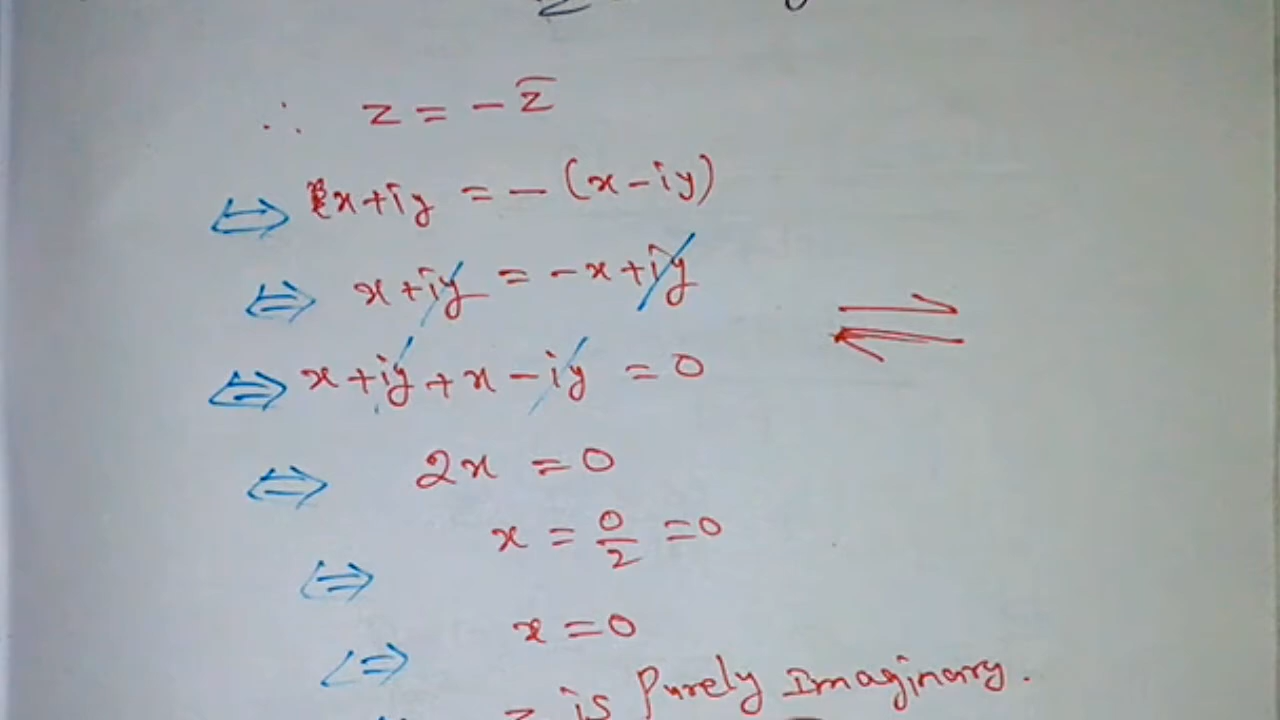 ∴ z = - z̅
⇔ x+iy = - (x-iy)
⇔ x+iy = -x+iy
⇔ x+iy+x-iy = 0
⇔ 2x = 0
x = 0/2 = 0
⇔
x = 0
⇔
z is Purely Imaginary.
⇌